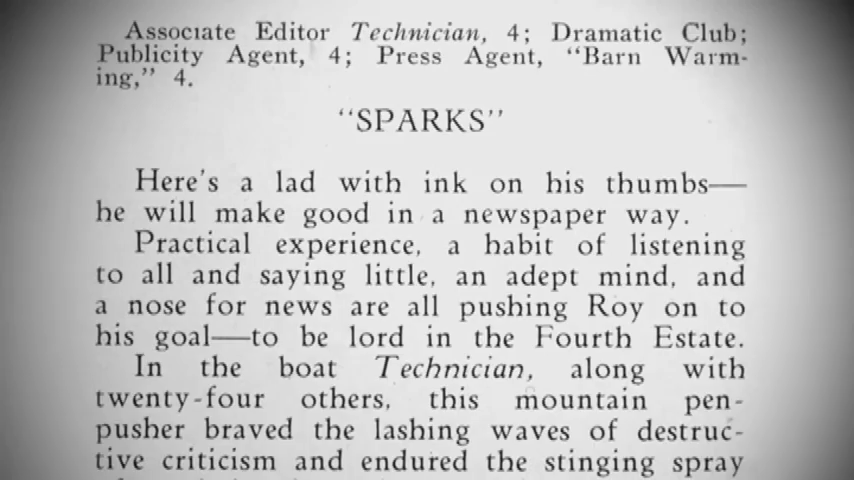 Associate Editor Technician, 4; Dramatic Club;
Publicity Agent, 4; Press Agent, “Barn Warm-
ing,” 4.
“SPARKS”
Here's a lad with ink on his thumbs—
he will make good in a newspaper way.
Practical experience, a habit of listening
to all and saying little, an adept mind, and
a nose for news are all pushing Roy on to
his goal—to be lord in the Fourth Estate.
In the boat Technician, along with
twenty-four others, this mountain pen-
pusher braved the lashing waves of destruc-
tive criticism and endured the stinging spray